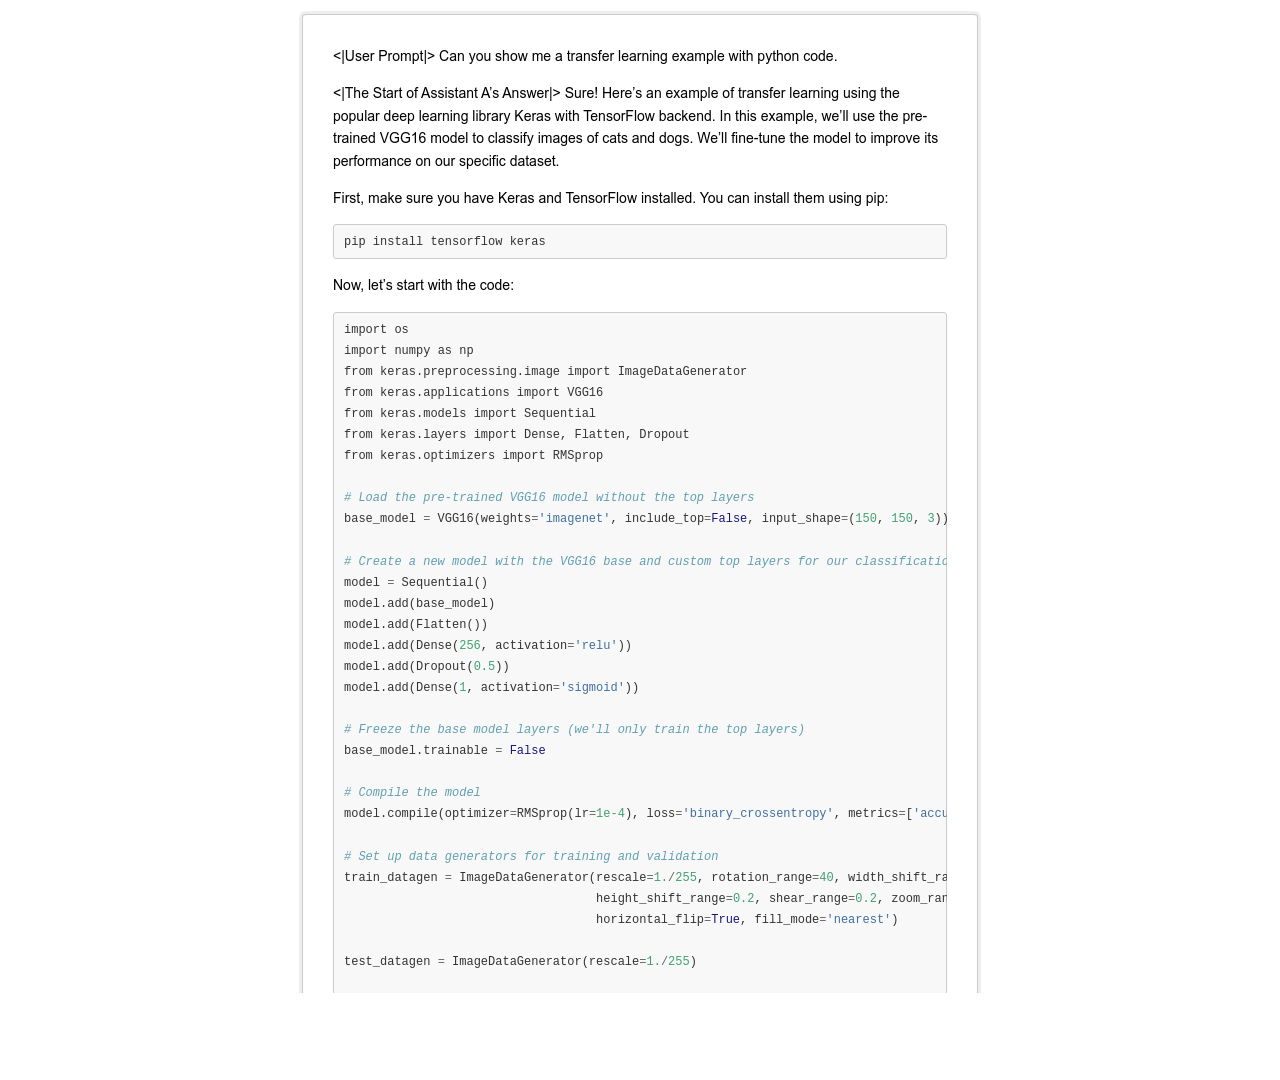 <|User Prompt|> Can you show me a transfer learning example with python code.
<|The Start of Assistant A’s Answer|> Sure! Here’s an example of transfer learning using the
popular deep learning library Keras with TensorFlow backend. In this example, we’ll use the pre-
trained VGG16 model to classify images of cats and dogs. We’ll fine-tune the model to improve its
performance on our specific dataset.
First, make sure you have Keras and TensorFlow installed. You can install them using pip:
pip install tensorflow keras
Now, let’s start with the code:
import os
import numpy as np
from keras.preprocessing.image import ImageDataGenerator
from keras.applications import VGG16
from keras.models import Sequential
from keras.layers import Dense, Flatten, Dropout
from keras.optimizers import RMSprop
# Load the pre-trained VGG16 model without the top layers
base_model = VGG16(weights='imagenet', include_top=False, input_shape=(150, 150, 3))
# Create a new model with the VGG16 base and custom top layers for our classificatio
model = Sequential()
model.add(base_model)
model.add(Flatten())
model.add(Dense(256, activation='relu'))
model.add(Dropout(0.5))
model.add(Dense(1, activation='sigmoid'))
# Freeze the base model layers (we'll only train the top layers)
base_model.trainable = False
# Compile the model
model.compile(optimizer=RMSprop(lr=1e-4), loss='binary_crossentropy', metrics=['accu
# Set up data generators for training and validation
train_datagen = ImageDataGenerator(rescale=1./255, rotation_range=40, width_shift_ra
height_shift_range=0.2, shear_range=0.2, zoom_ran
horizontal_flip=True, fill_mode='nearest')
test_datagen = ImageDataGenerator(rescale=1./255)